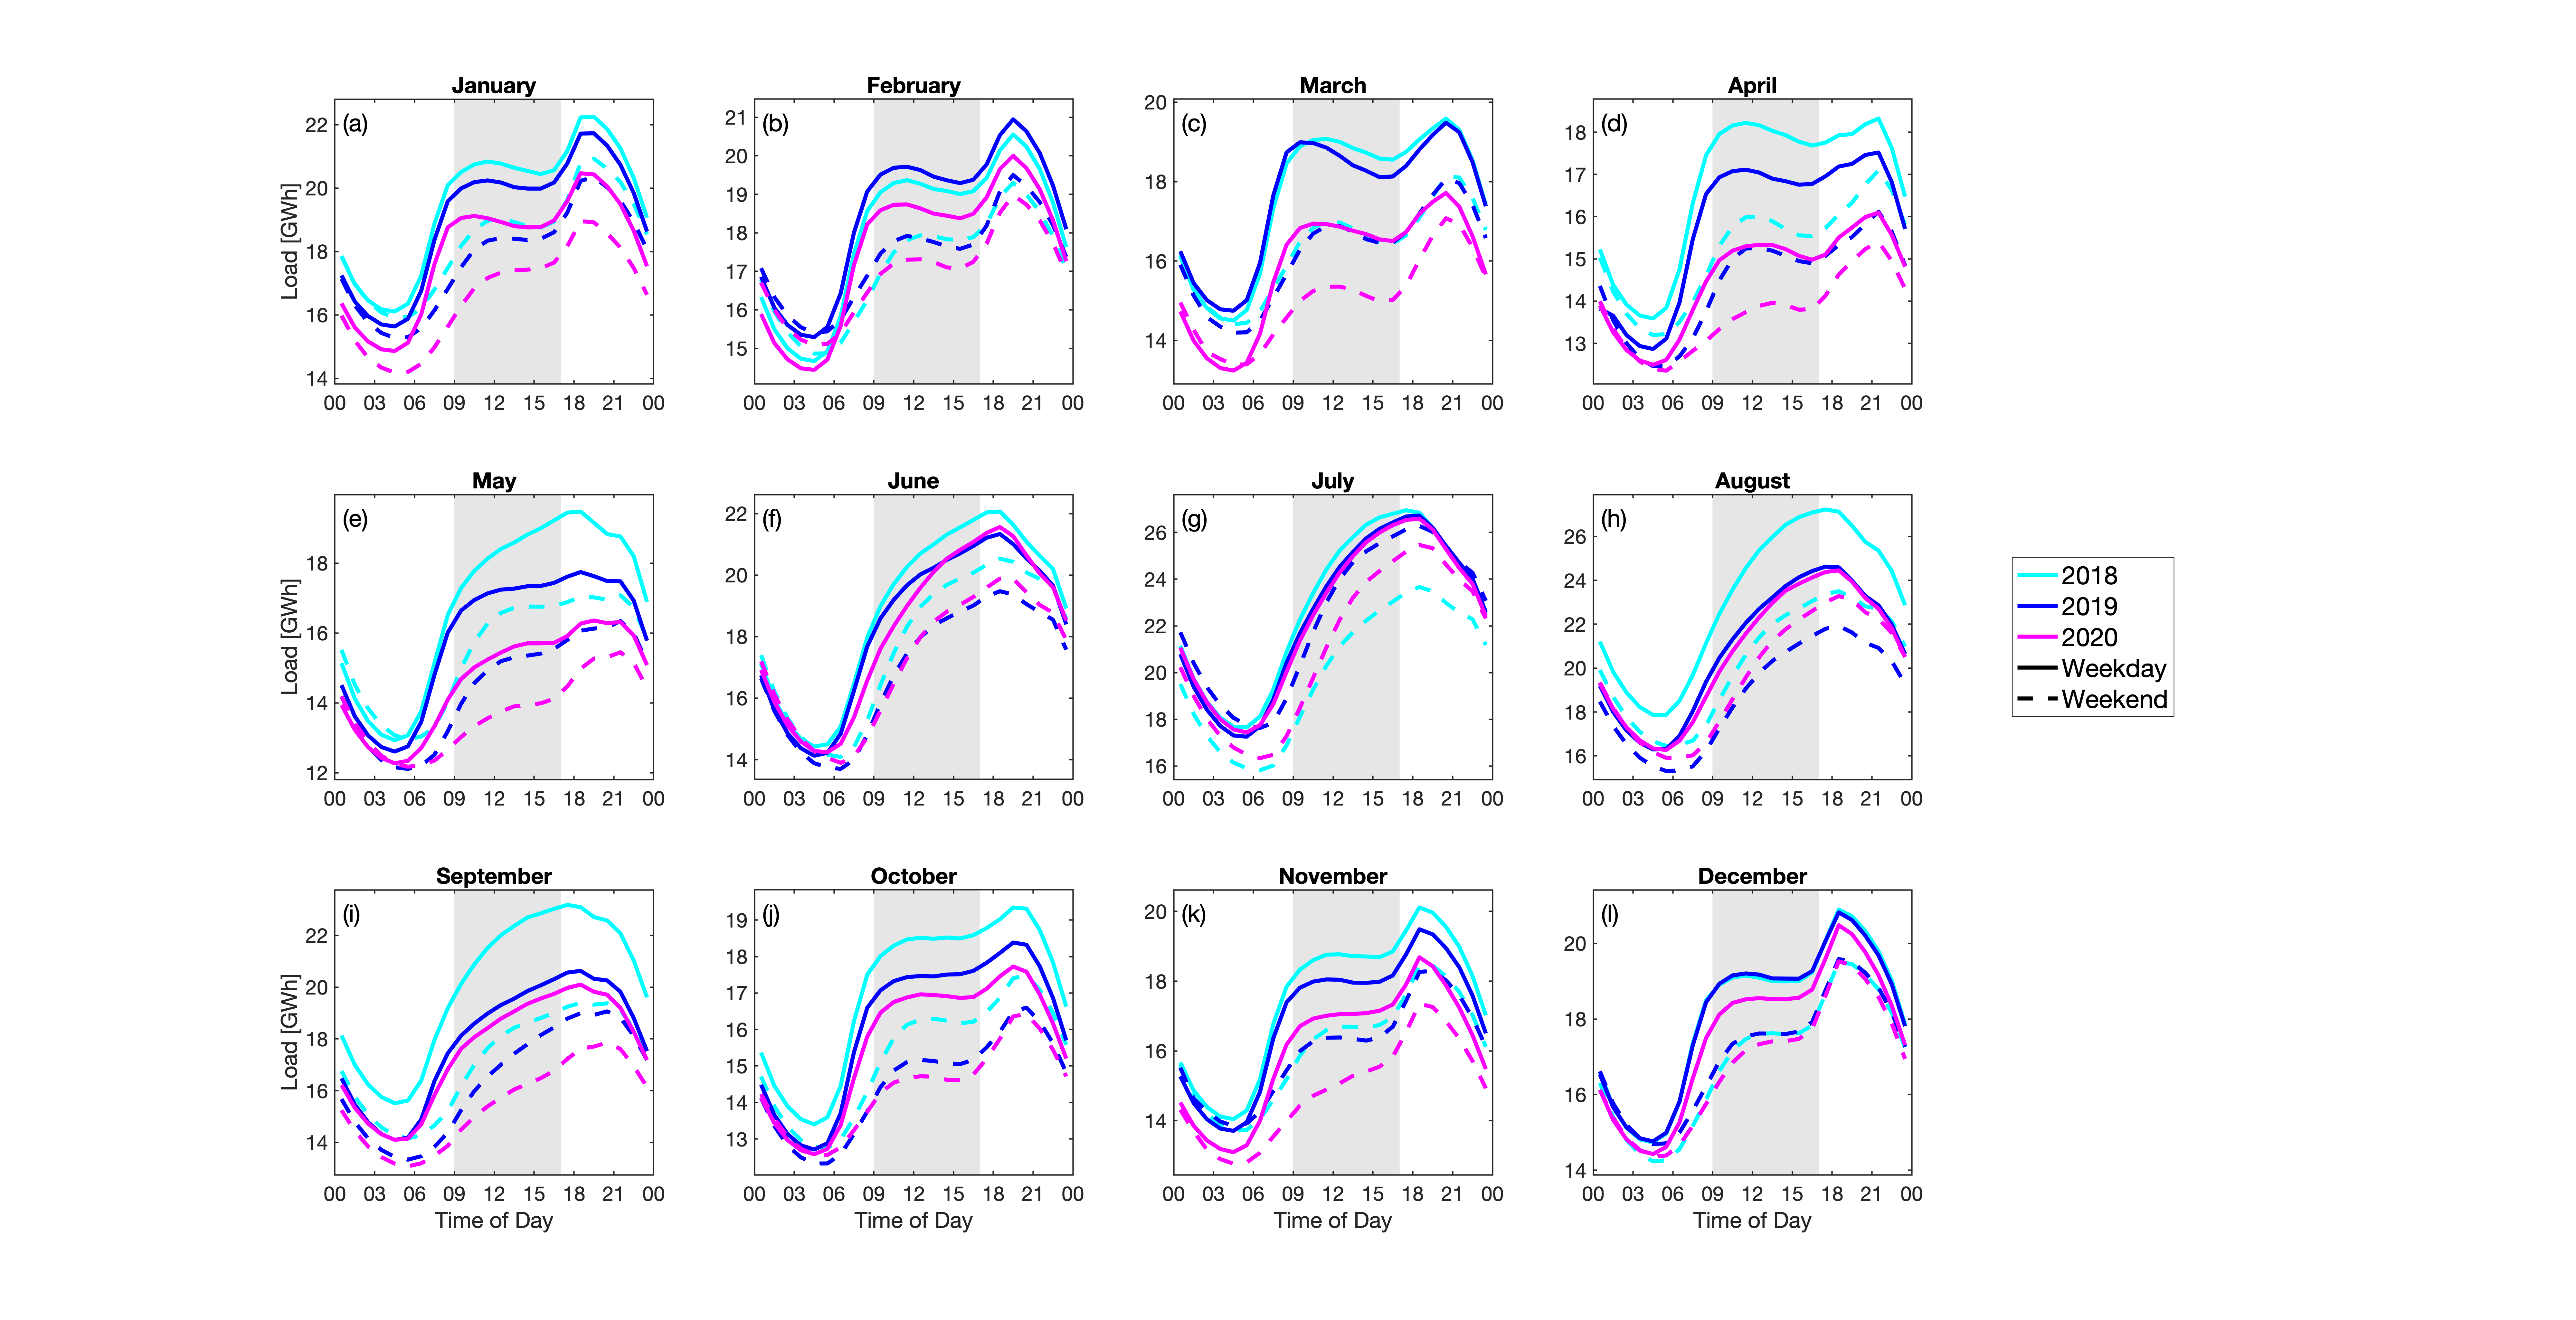 January February March April
(a) (b) (c) (d)
22 21 20 18
20 20 18 17
18 19 16 16
16 18 14 15
14 17 14
16 13
15
Load [GWh]
00 03 06 09 12 15 18 21 00
00 03 06 09 12 15 18 21 00
00 03 06 09 12 15 18 21 00
00 03 06 09 12 15 18 21 00
May June July August
(e) (f) (g) (h)
18 22 26 26
16 20 24 24
14 18 22 22
12 16 20 20
14 18 18
16 16
Load [GWh]
00 03 06 09 12 15 18 21 00
00 03 06 09 12 15 18 21 00
00 03 06 09 12 15 18 21 00
00 03 06 09 12 15 18 21 00
2018
2019
2020
Weekday
Weekend
September October November December
(i) (j) (k) (l)
22 19 20 20
20 18 18 18
18 17 16 16
16 16 14 14
14 15
14
13
Load [GWh]
00 03 06 09 12 15 18 21 00
00 03 06 09 12 15 18 21 00
00 03 06 09 12 15 18 21 00
00 03 06 09 12 15 18 21 00
Time of Day Time of Day Time of Day Time of Day